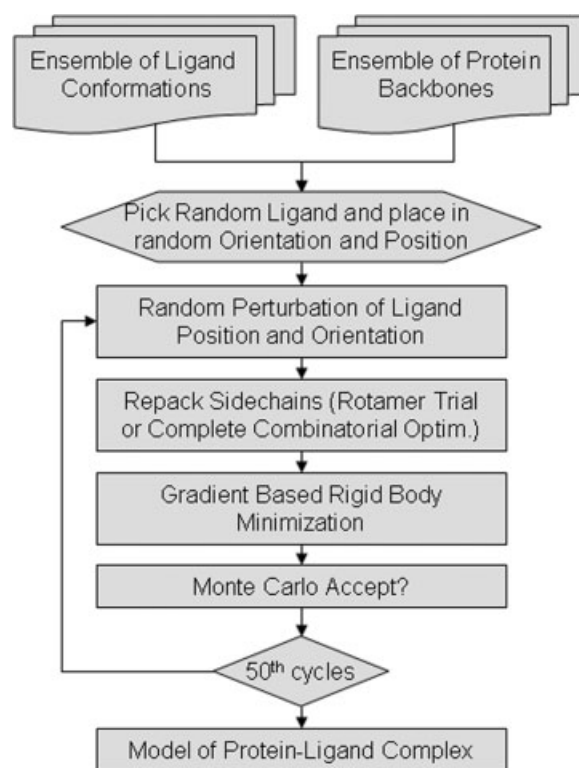 Ensemble of Ligand
Conformations
Ensemble of Protein
Backbones
Pick Random Ligand and place in
random Orientation and Position
Random Perturbation of Ligand
Position and Orientation
Repack Sidechains (Rotamer Trial
or Complete Combinatorial Optim.)
Gradient Based Rigid Body
Minimization
Monte Carlo Accept?
50th cycles
Model of Protein-Ligand Complex